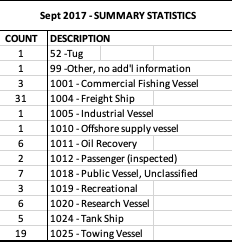 Sept 2017 - SUMMARY STATISTICS
COUNT DESCRIPTION
1 52 -Tug
1 99 -Other, no add'l information
3 1001 - Commercial Fishing Vessel
31 1004 - Freight Ship
1 1005 - Industrial Vessel
1 1010 - Offshore supply vessel
6 1011 - Oil Recovery
2 1012 - Passenger (inspected)
7 1018 - Public Vessel, Unclassified
3 1019 - Recreational
6 1020 - Research Vessel
5 1024 - Tank Ship
19 1025 - Towing Vessel